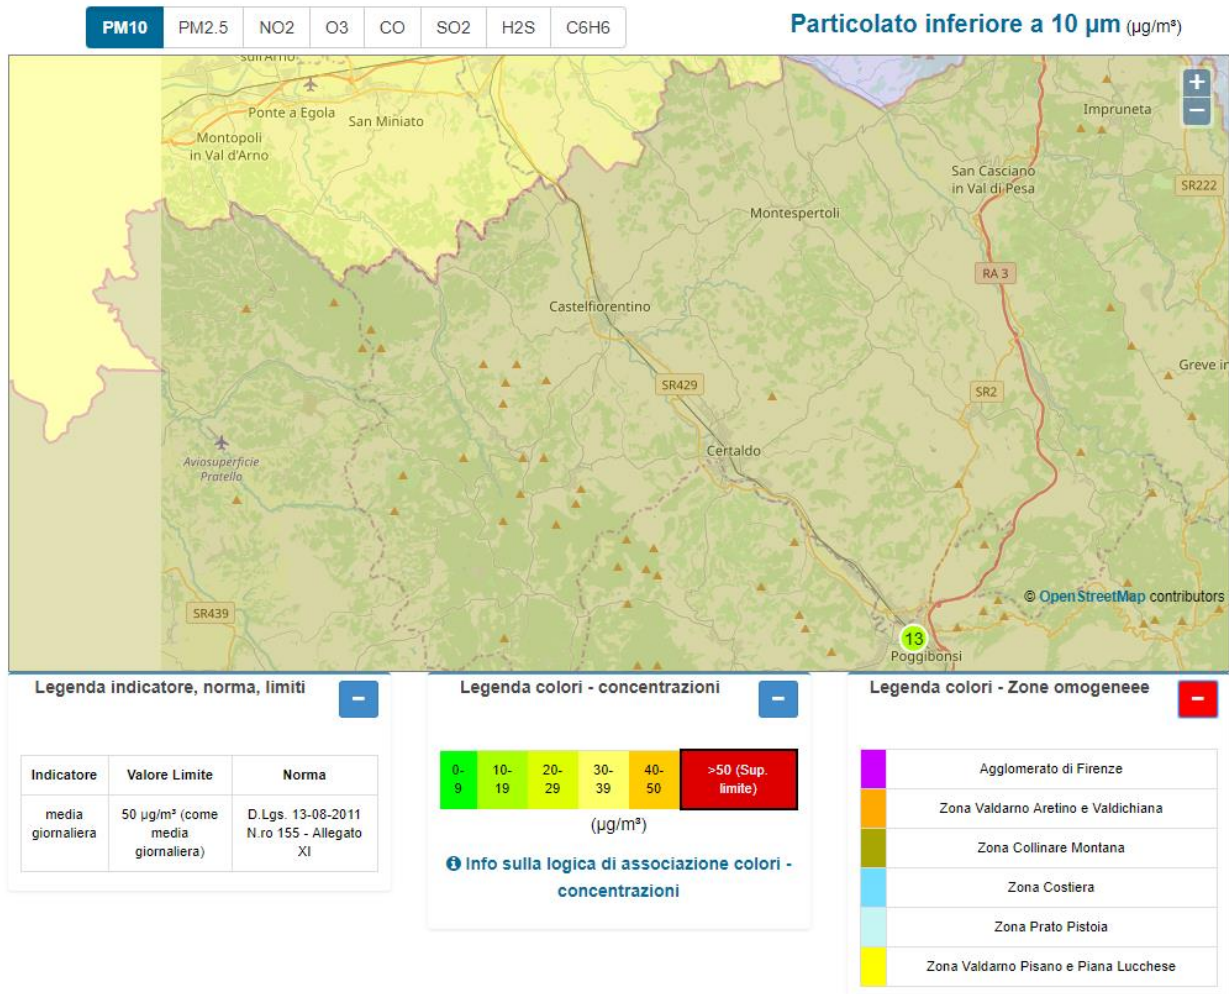 PM10 PM2.5 NO2 O3 CO SO2 H2S C6H6
Particolato inferiore a 10 µm (µg/m³)
Ponte a Egola
San Miniato
Montopoli
in Val d'Arno
Impruneta
San Casciano
in Val di Pesa
SR222
Montespertoli
RA 3
Castelfiorentino
Greve in
SR429
SR2
Certaldo
Aviosuperficie
Pratella
SR439
© OpenStreetMap contributors
13
Poggibonsi
+
−
Legenda indicatore, norma, limiti
−
Indicatore Valore Limite Norma
media
giornaliera
50 µg/m³ (come
media
giornaliera)
D.Lgs. 13-08-2011
N.ro 155 - Allegato
XI
Legenda colori - concentrazioni
−
0-
9
10-
19
20-
29
30-
39
40-
50
>50 (Sup.
limite)
(µg/m³)
Info sulla logica di associazione colori -
concentrazioni
Legenda colori - Zone omogeneee
−
Agglomerato di Firenze
Zona Valdarno Aretino e Valdichiana
Zona Collinare Montana
Zona Costiera
Zona Prato Pistoia
Zona Valdarno Pisano e Piana Lucchese